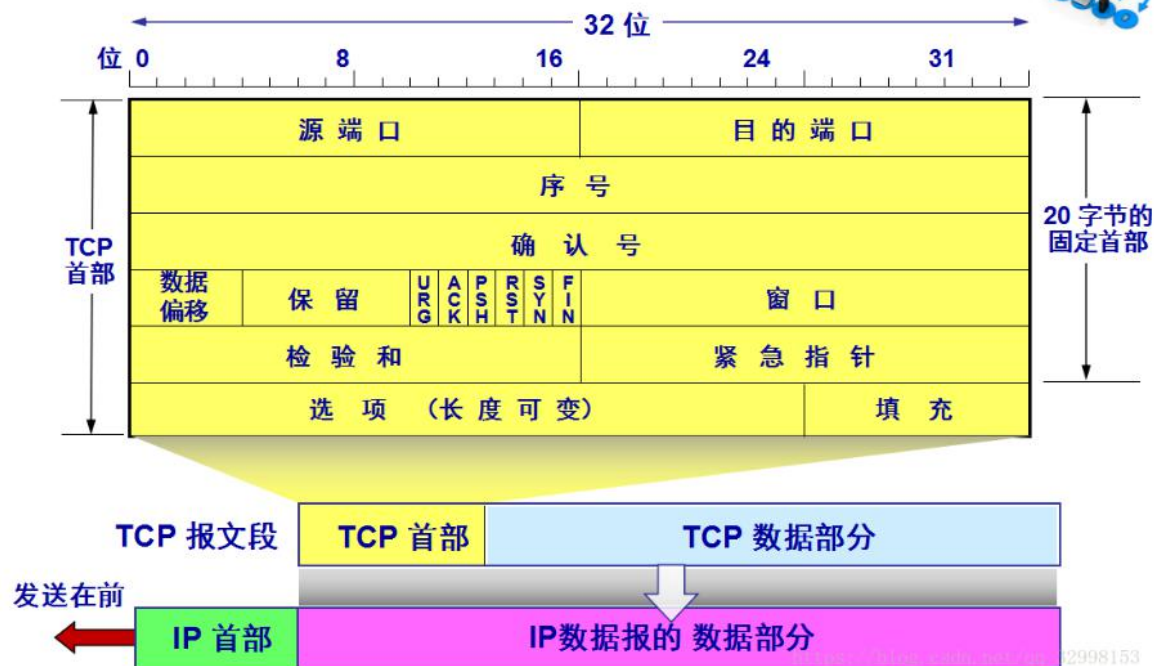 32 位
位 0 8 16 24 31
源 端 口 目 的 端 口
序 号
确 认 号
TCP
首部
20 字节的
固定首部
数据
偏移
保 留
URG
ACK
PSH
RST
SYN
FIN
窗 口
检 验 和 紧 急 指 针
选 项 （长 度 可 变） 填 充
TCP 报文段 TCP 首部 TCP 数据部分
发送在前
IP 首部 IP数据报的 数据部分